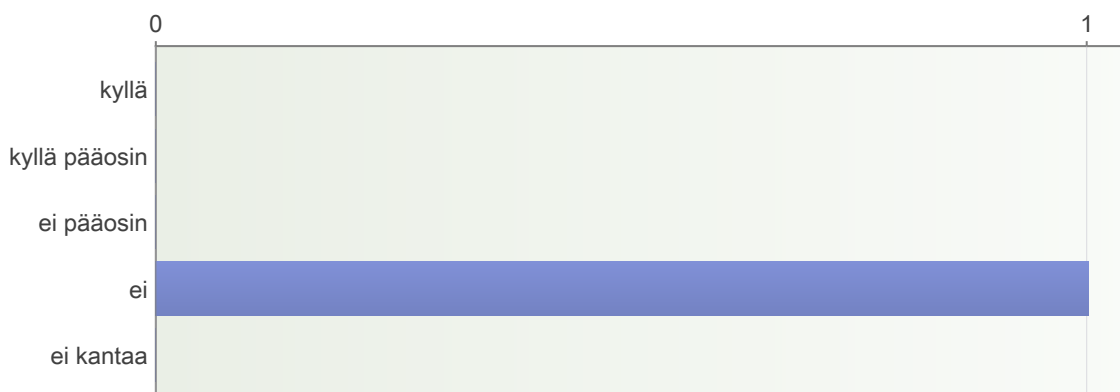 0 1
kyllä
kyllä pääosin
ei pääosin
ei
ei kantaa